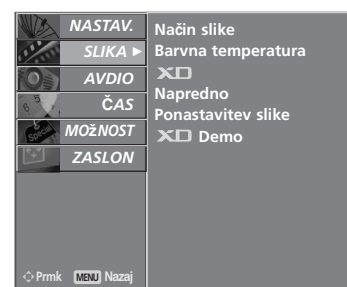 NASTAV.
SLIKA ►
AVDIO
ČAS
MOŽNOST
ZASLON
Prmk MENU Nazaj
Način slike
Barvna temperatura
XD
Napredno
Ponastavitev slike
XD Demo
Special